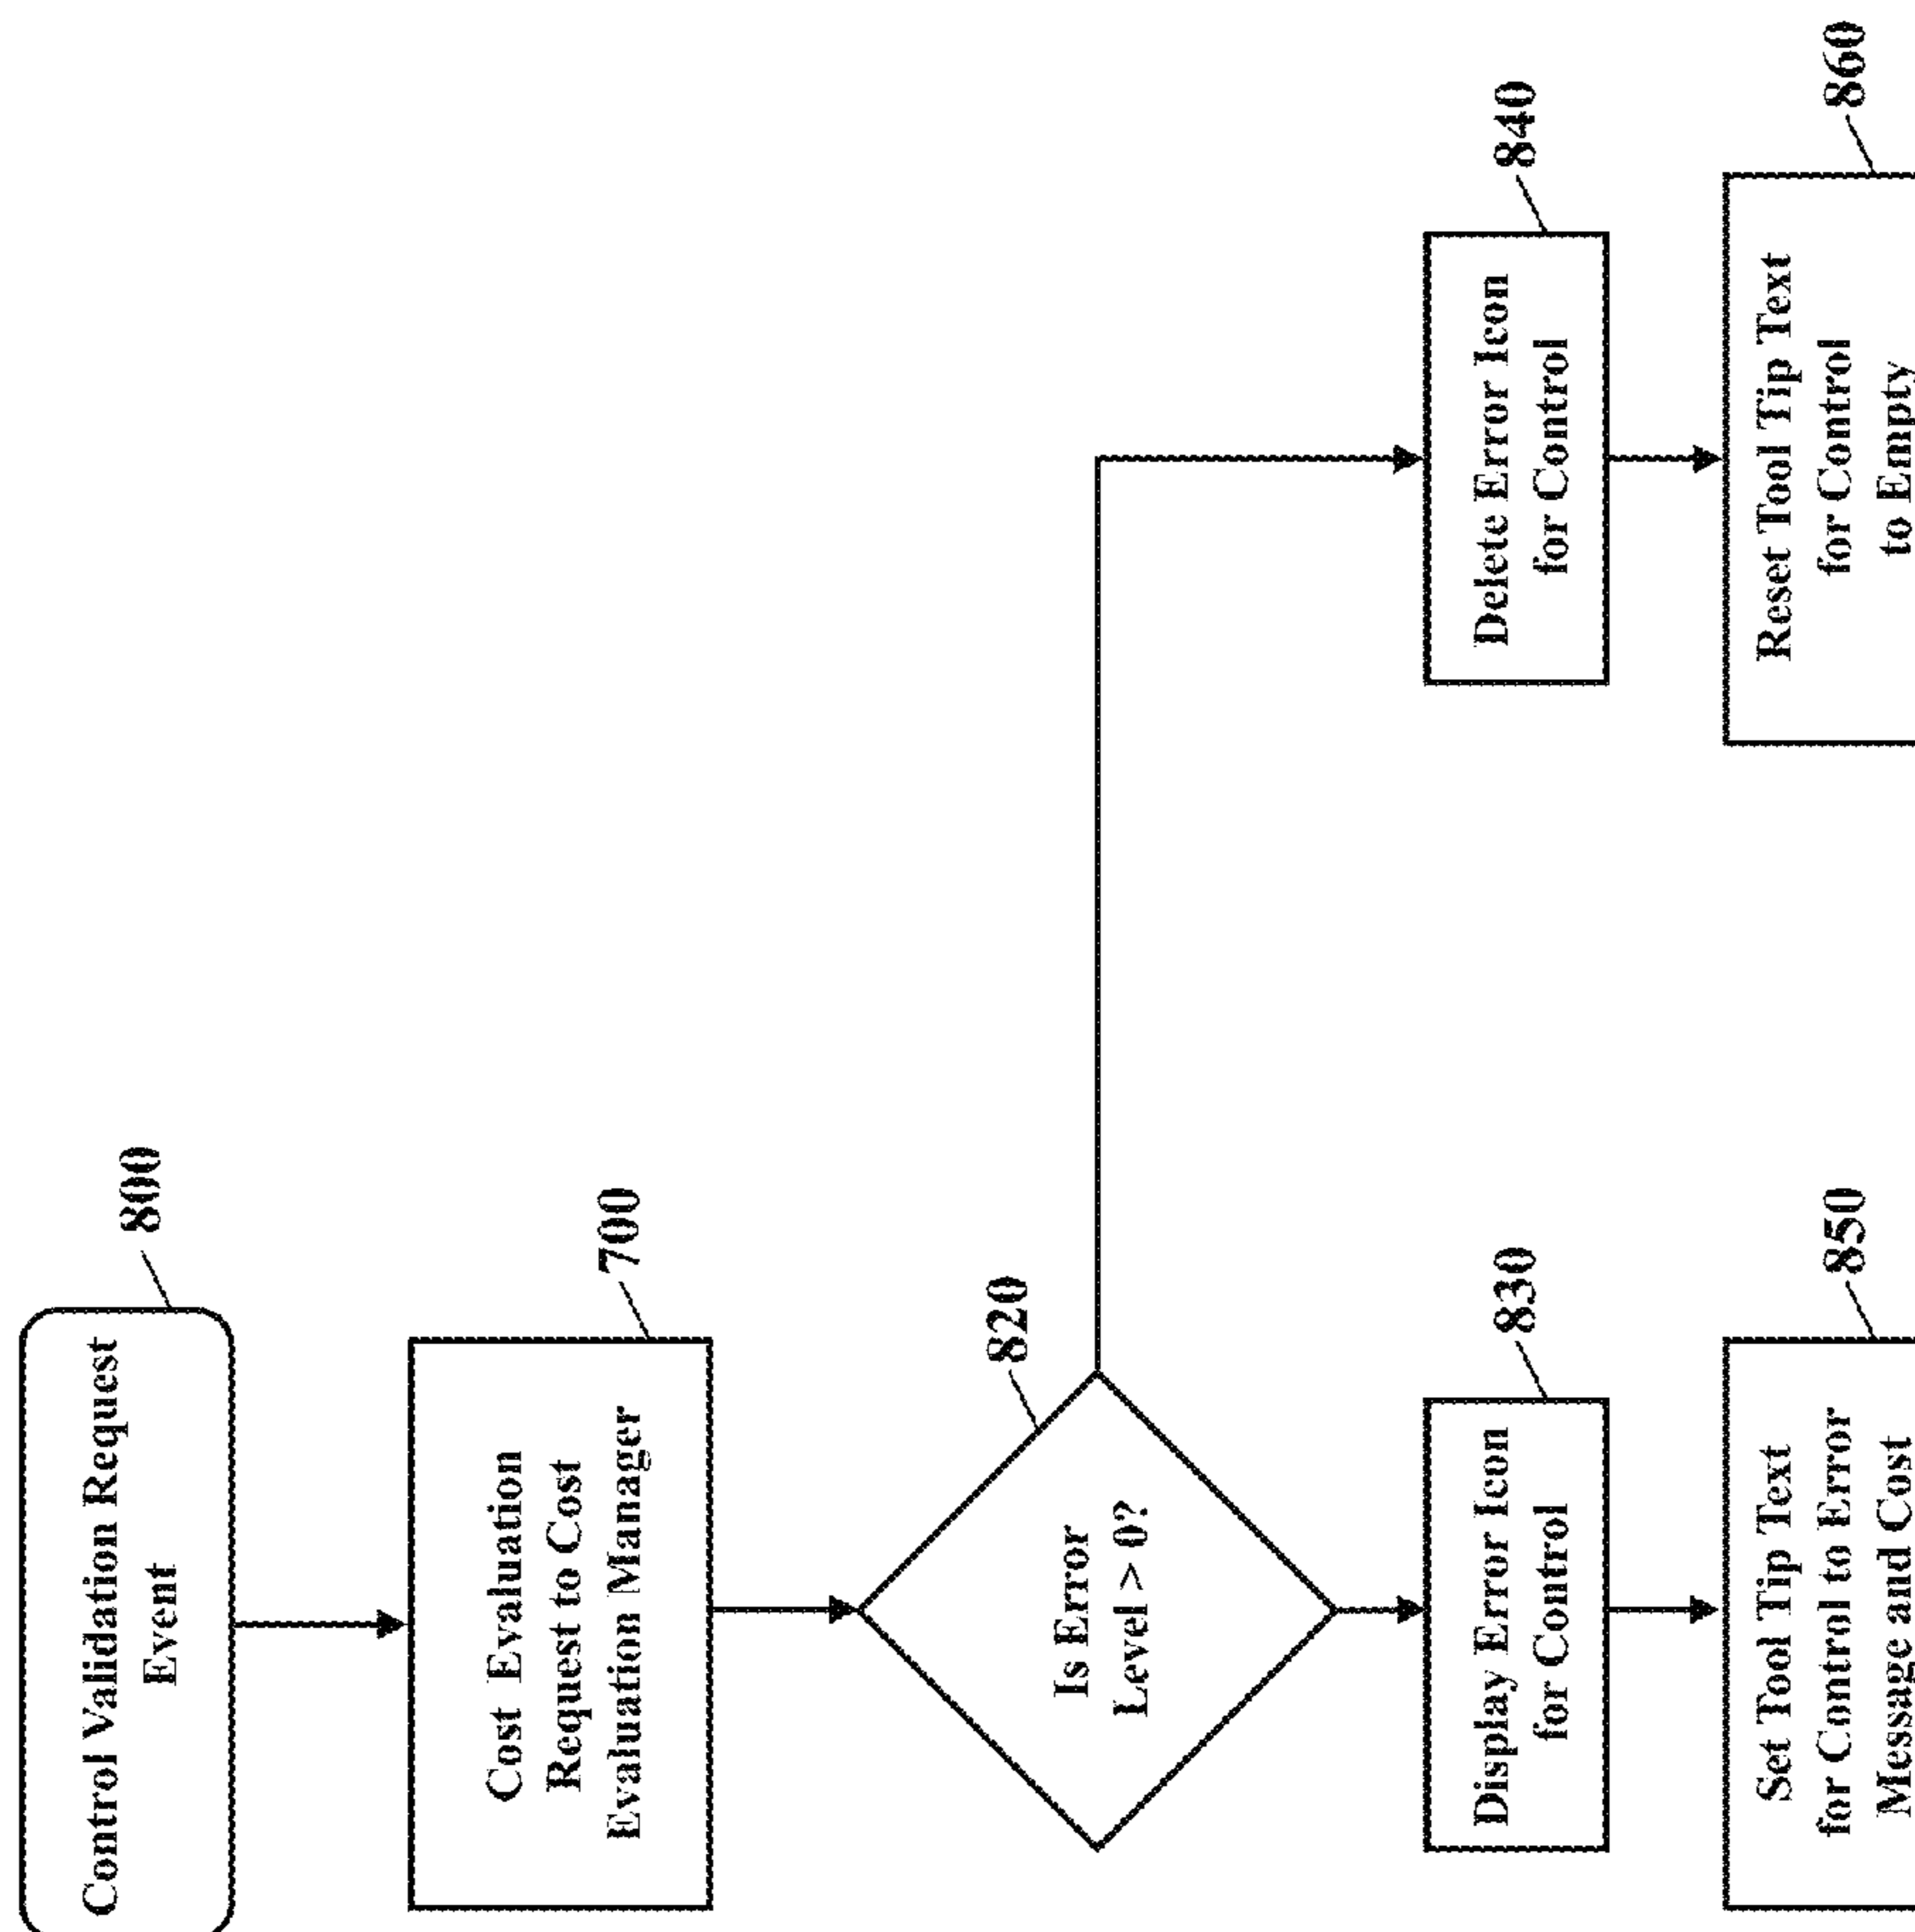 800
Control Validation Request
Event
700
Cost Evaluation
Request to Cost
Evaluation Manager
820
Is Error
Level > 0?
830
Display Error Icon
for Control
840
Delete Error Icon
for Control
850
Set Tool Tip Text
for Control to Error
Message and Cost
860
Reset Tool Tip Text
for Control
to Empty